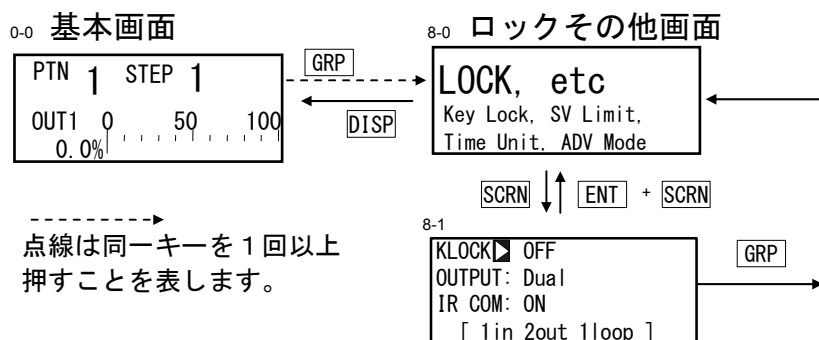 0-0 基本画面
PTN 1 STEP 1
OUT1 0 50 100
0.0%
GRP
DISP
8-0 ロックその他画面
LOCK, etc
Key Lock, SV Limit,
Time Unit, ADV Mode
SCRN ENT + SCRN
点線は同一キーを1回以上
押すことを表します。
8-1
KLOCK OFF
OUTPUT: Dual
IR COM: ON
[ 1in 2out 1loop ]
GRP